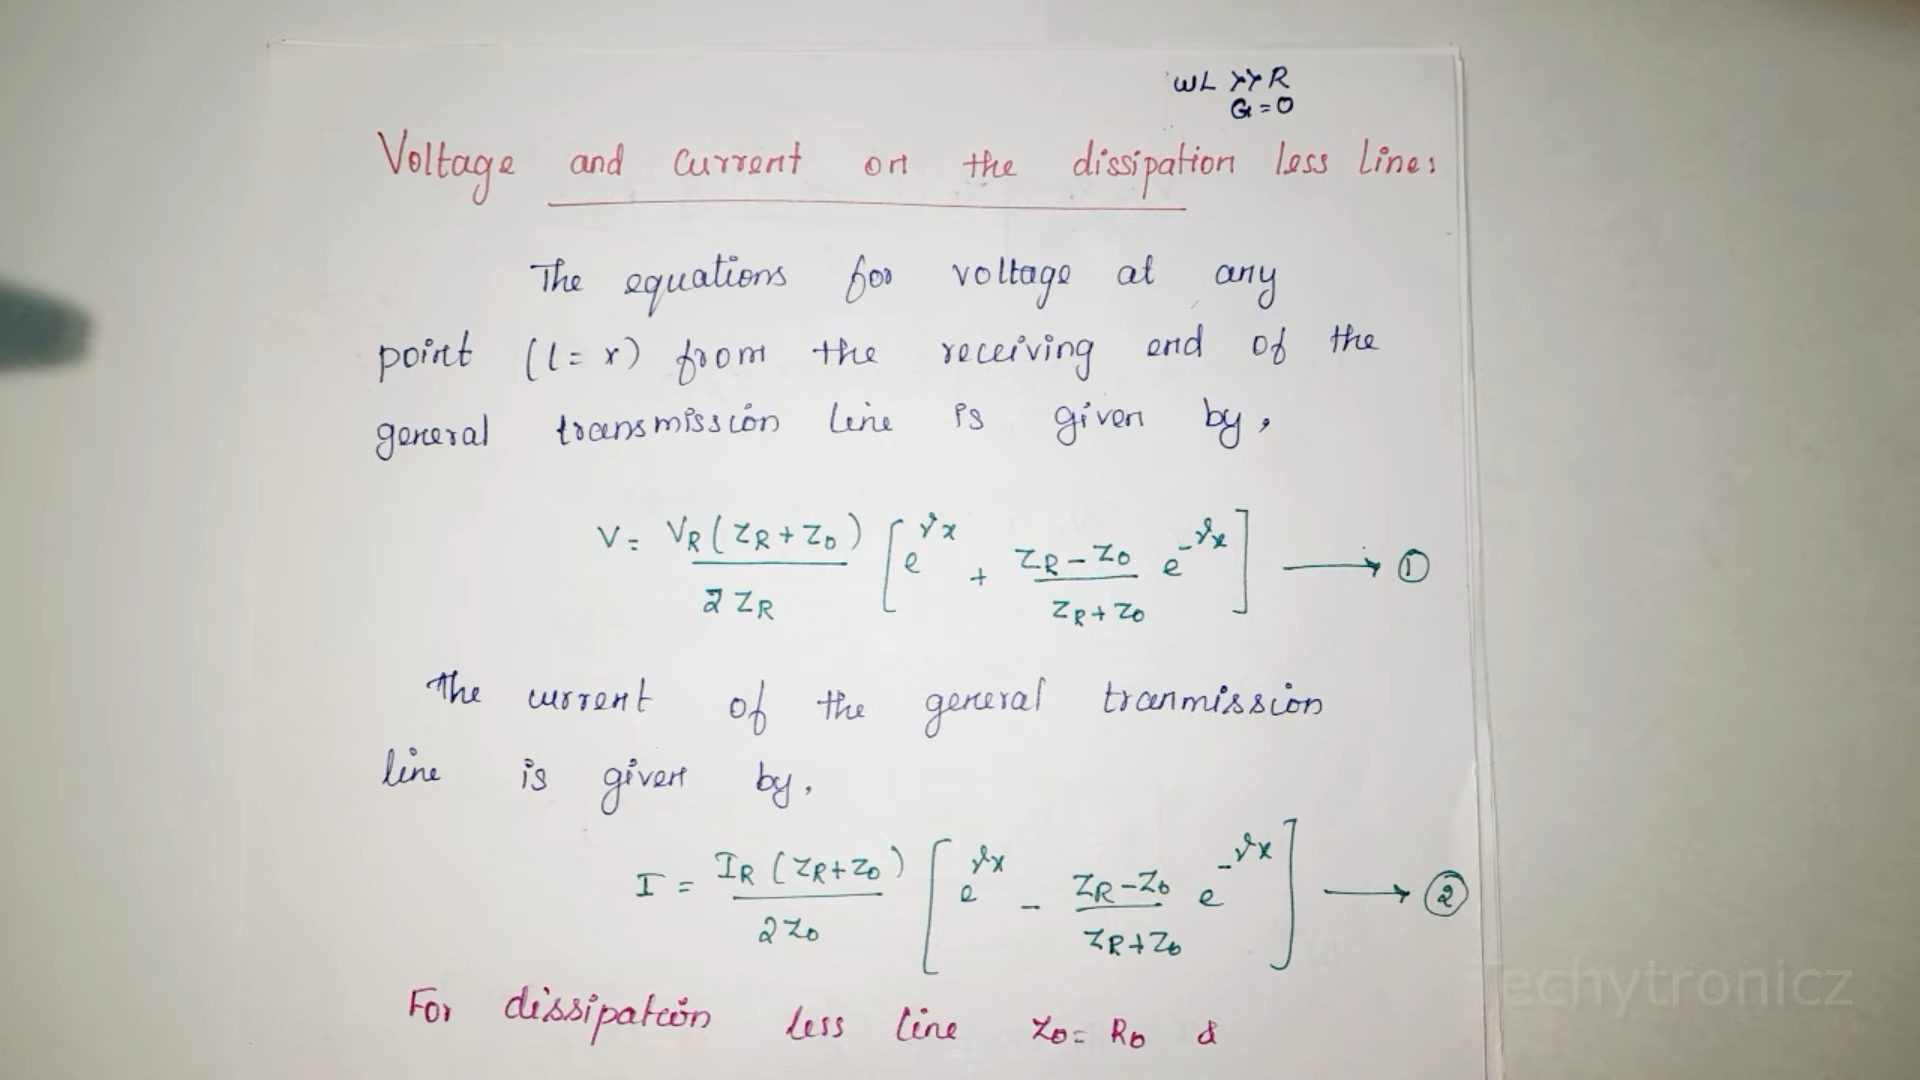 WL >> R
G=0
Voltage and current on the dissipation less line:
The equations for voltage at any
point (l=x) from the receiving end of the
general transmission line is given by,
V = VR(ZR+Z0) / 2ZR [e^γx + ZR-Z0 / ZR+Z0 e^-γx] → ①
The current of the general tranmission
line is given by,
I = IR(ZR+Z0) / 2Z0 [e^γx - ZR-Z0 / ZR+Z0 e^-γx] → ②
For dissipation less line Z0=R0 &
Techytronicz